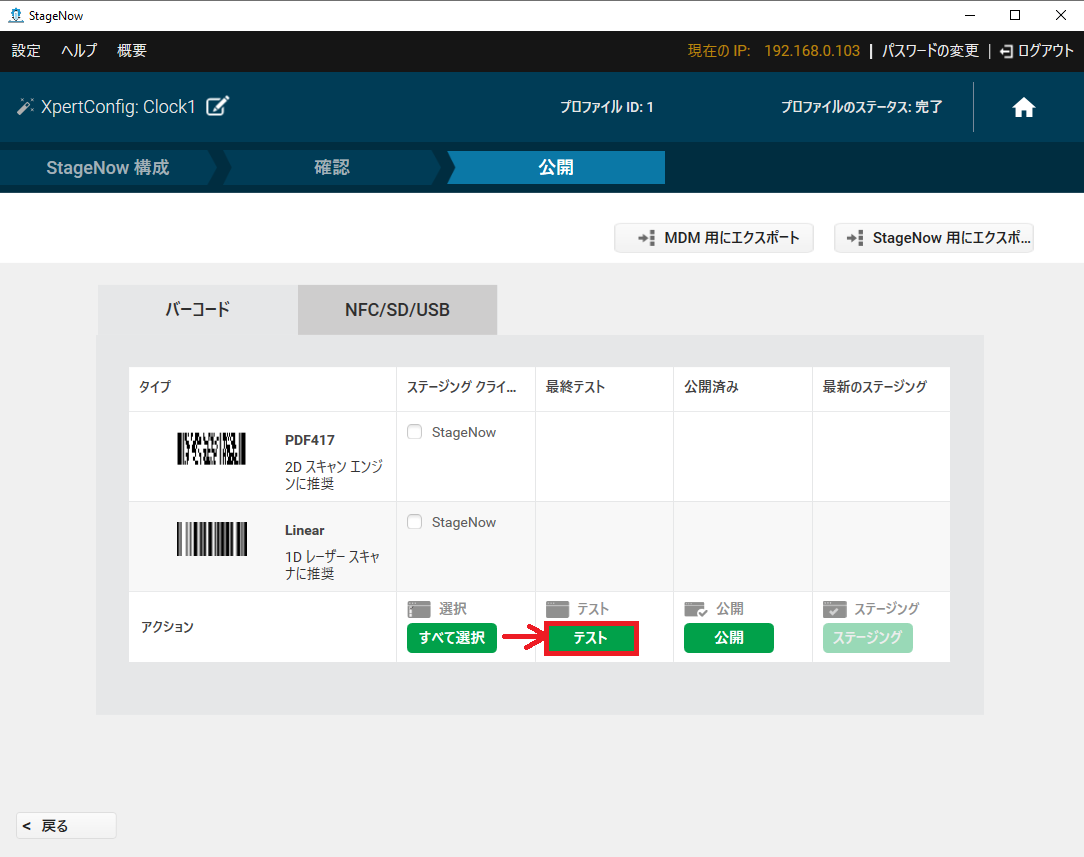 StageNow
設定 ヘルプ 概要 現在の IP: 192.168.0.103 | パスワードの変更 | ログアウト
XpertConfig: Clock1 プロファイル ID: 1 プロファイルのステータス: 完了
StageNow 構成 確認 公開
MDM 用にエクスポート StageNow 用にエクスポ...
バーコード NFC/SD/USB
タイプ ステージング クライ... 最終テスト 公開済み 最新のステージング
PDF417 StageNow
2D スキャン エンジ
ンに推奨
Linear StageNow
1D レーザー スキャ
ナに推奨
アクション 選択 テスト 公開 ステージング
すべて選択 テスト 公開 ステージング
< 戻る